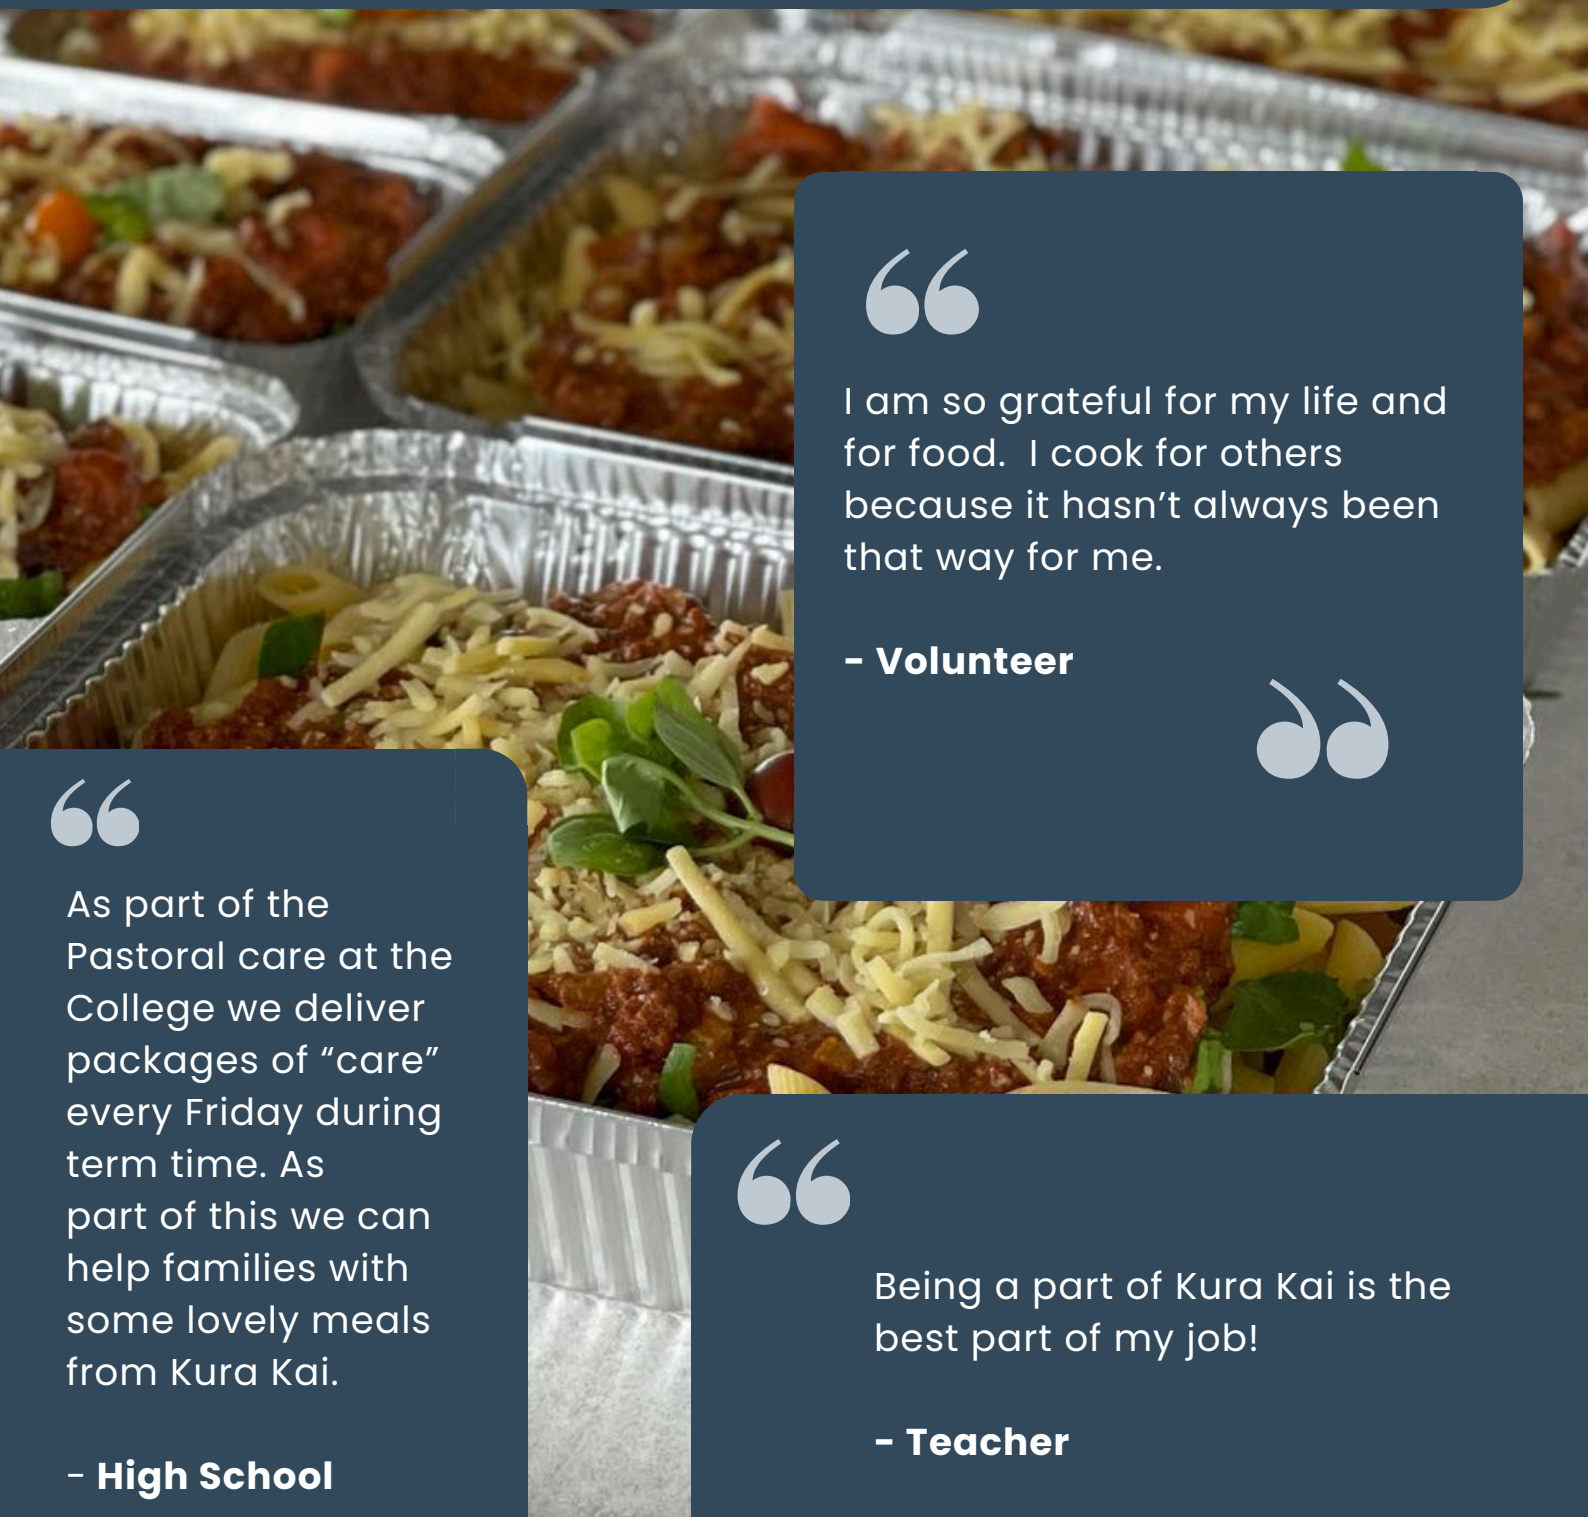 “
I am so grateful for my life and
for food.  I cook for others
because it hasn’t always been
that way for me.
- Volunteer
”
“
As part of the
Pastoral care at the
College we deliver
packages of “care”
every Friday during
term time. As
part of this we can
help families with
some lovely meals
from Kura Kai.
- High School
“
Being a part of Kura Kai is the
best part of my job!
- Teacher